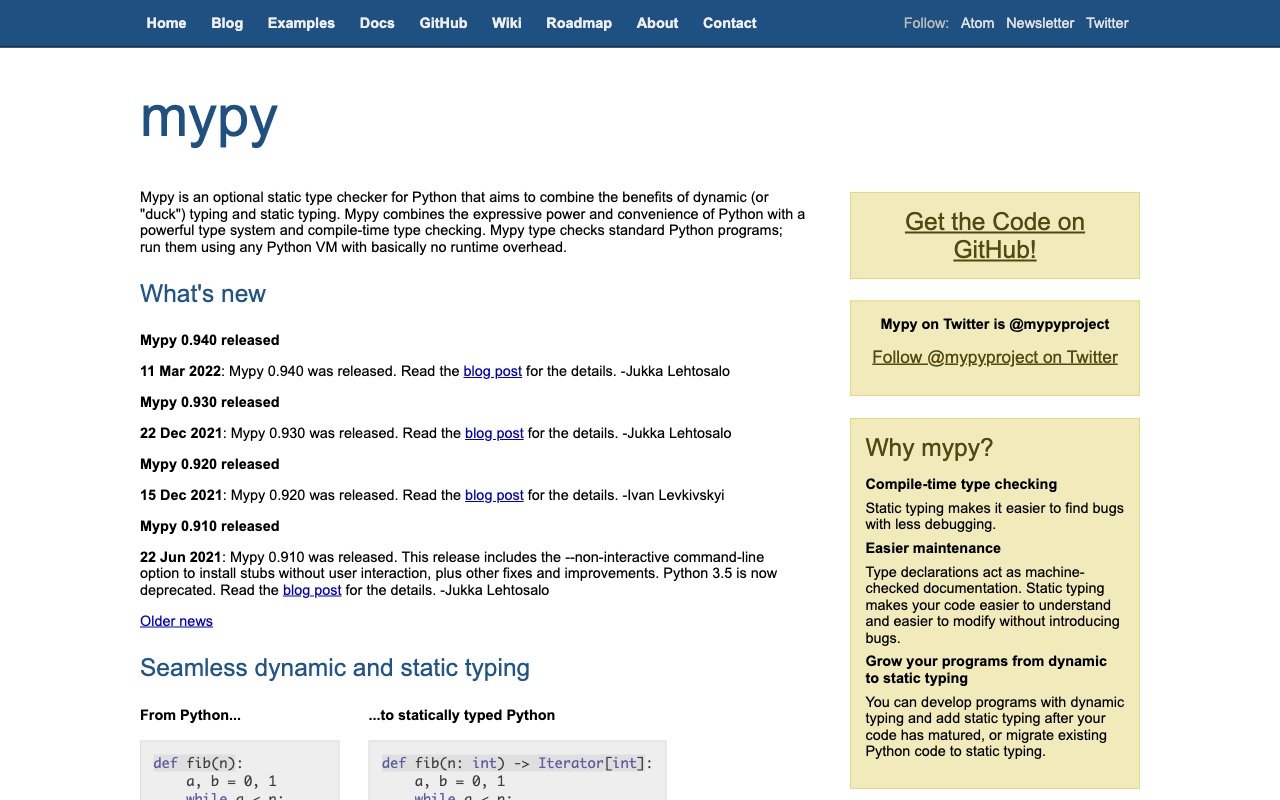 Home Blog Examples Docs GitHub Wiki Roadmap About Contact Follow: Atom Newsletter Twitter
mypy
Mypy is an optional static type checker for Python that aims to combine the benefits of dynamic (or
"duck") typing and static typing. Mypy combines the expressive power and convenience of Python with a
powerful type system and compile-time type checking. Mypy type checks standard Python programs;
run them using any Python VM with basically no runtime overhead.
What's new
Mypy 0.940 released
11 Mar 2022: Mypy 0.940 was released. Read the blog post for the details. -Jukka Lehtosalo
Mypy 0.930 released
22 Dec 2021: Mypy 0.930 was released. Read the blog post for the details. -Jukka Lehtosalo
Mypy 0.920 released
15 Dec 2021: Mypy 0.920 was released. Read the blog post for the details. -Ivan Levkivskyi
Mypy 0.910 released
22 Jun 2021: Mypy 0.910 was released. This release includes the --non-interactive command-line
option to install stubs without user interaction, plus other fixes and improvements. Python 3.5 is now
deprecated. Read the blog post for the details. -Jukka Lehtosalo
Older news
Seamless dynamic and static typing
From Python...
def fib(n):
    a, b = 0, 1
    while a < n:
...to statically typed Python
def fib(n: int) -> Iterator[int]:
    a, b = 0, 1
    while a < n:
Get the Code on
GitHub!
Mypy on Twitter is @mypyproject
Follow @mypyproject on Twitter
Why mypy?
Compile-time type checking
Static typing makes it easier to find bugs
with less debugging.
Easier maintenance
Type declarations act as machine-
checked documentation. Static typing
makes your code easier to understand
and easier to modify without introducing
bugs.
Grow your programs from dynamic
to static typing
You can develop programs with dynamic
typing and add static typing after your
code has matured, or migrate existing
Python code to static typing.